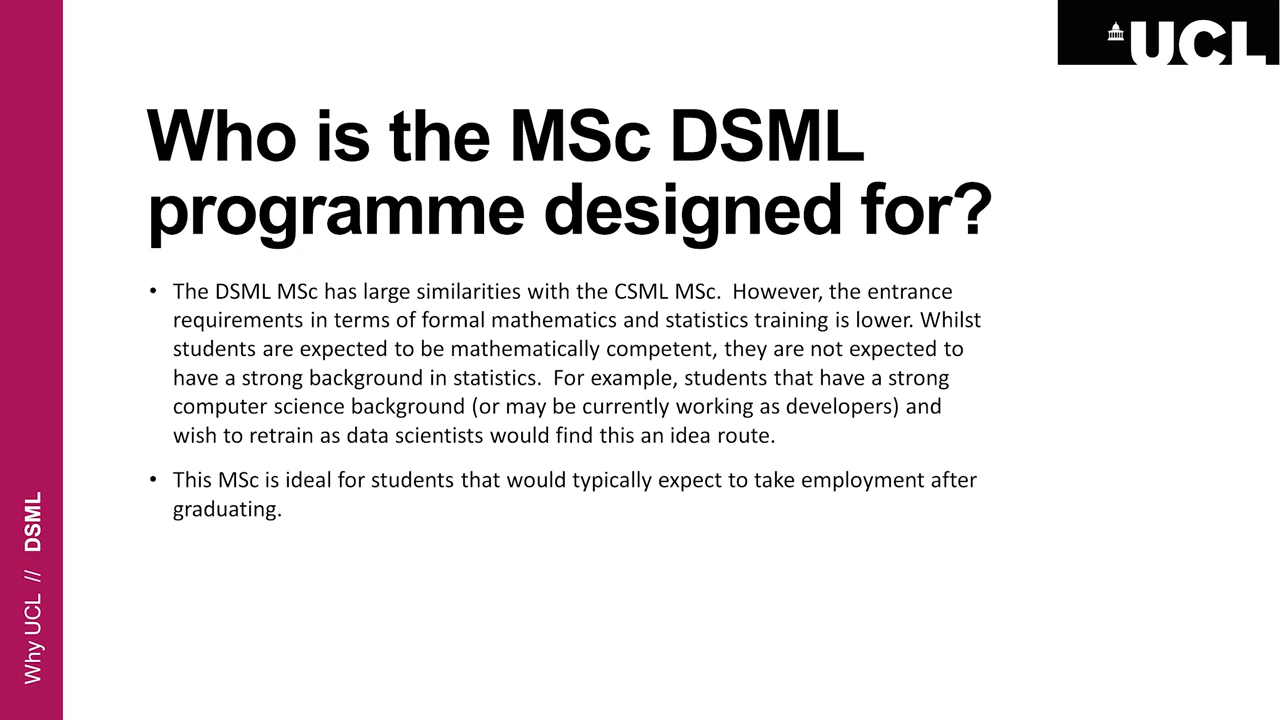 UCL
Who is the MSc DSML
programme designed for?
• The DSML MSc has large similarities with the CSML MSc.  However, the entrance
requirements in terms of formal mathematics and statistics training is lower. Whilst
students are expected to be mathematically competent, they are not expected to
have a strong background in statistics.  For example, students that have a strong
computer science background (or may be currently working as developers) and
wish to retrain as data scientists would find this an idea route.
• This MSc is ideal for students that would typically expect to take employment after
graduating.
Why UCL // DSML